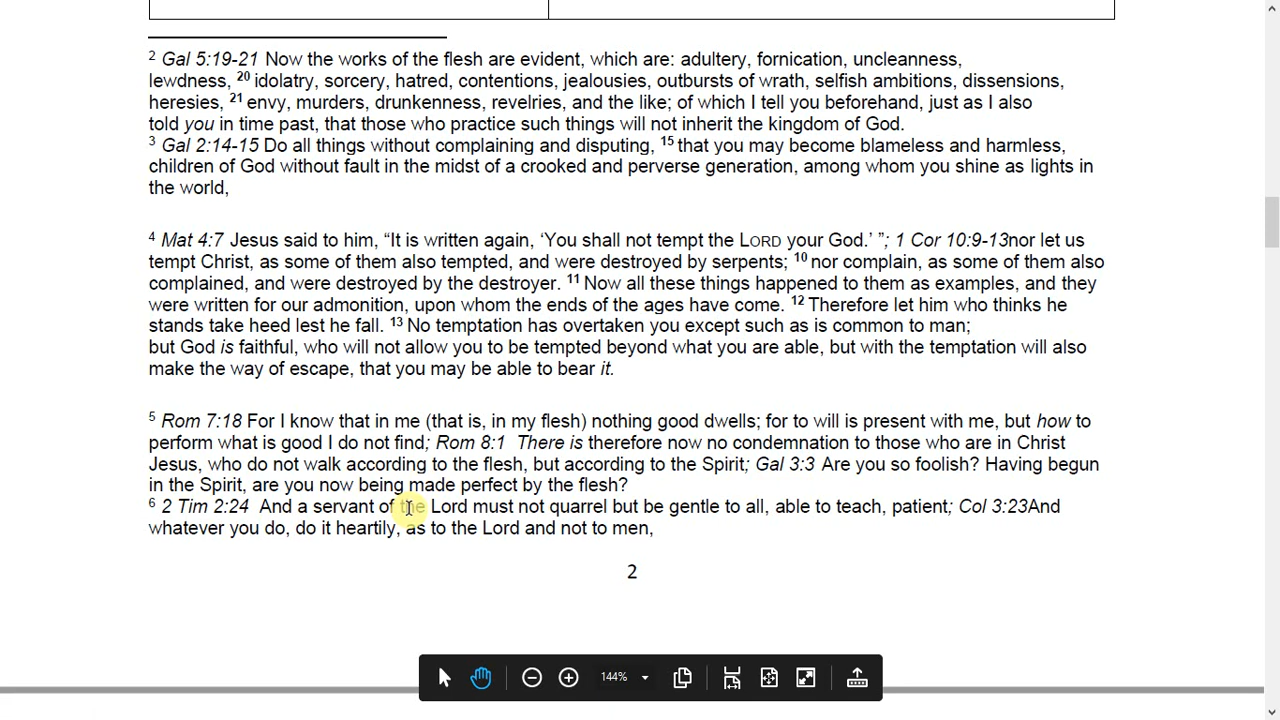 2 Gal 5:19-21 Now the works of the flesh are evident, which are: adultery, fornication, uncleanness,
lewdness, 20 idolatry, sorcery, hatred, contentions, jealousies, outbursts of wrath, selfish ambitions, dissensions,
heresies, 21 envy, murders, drunkenness, revelries, and the like; of which I tell you beforehand, just as I also
told you in time past, that those who practice such things will not inherit the kingdom of God.
3 Gal 2:14-15 Do all things without complaining and disputing, 15 that you may become blameless and harmless,
children of God without fault in the midst of a crooked and perverse generation, among whom you shine as lights in
the world,
4 Mat 4:7 Jesus said to him, “It is written again, ‘You shall not tempt the LORD your God.’ ”; 1 Cor 10:9-13nor let us
tempt Christ, as some of them also tempted, and were destroyed by serpents; 10 nor complain, as some of them also
complained, and were destroyed by the destroyer. 11 Now all these things happened to them as examples, and they
were written for our admonition, upon whom the ends of the ages have come. 12 Therefore let him who thinks he
stands take heed lest he fall. 13 No temptation has overtaken you except such as is common to man;
but God is faithful, who will not allow you to be tempted beyond what you are able, but with the temptation will also
make the way of escape, that you may be able to bear it.
5 Rom 7:18 For I know that in me (that is, in my flesh) nothing good dwells; for to will is present with me, but how to
perform what is good I do not find; Rom 8:1 There is therefore now no condemnation to those who are in Christ
Jesus, who do not walk according to the flesh, but according to the Spirit; Gal 3:3 Are you so foolish? Having begun
in the Spirit, are you now being made perfect by the flesh?
6 2 Tim 2:24 And a servant of the Lord must not quarrel but be gentle to all, able to teach, patient; Col 3:23And
whatever you do, do it heartily, as to the Lord and not to men,
2
144%